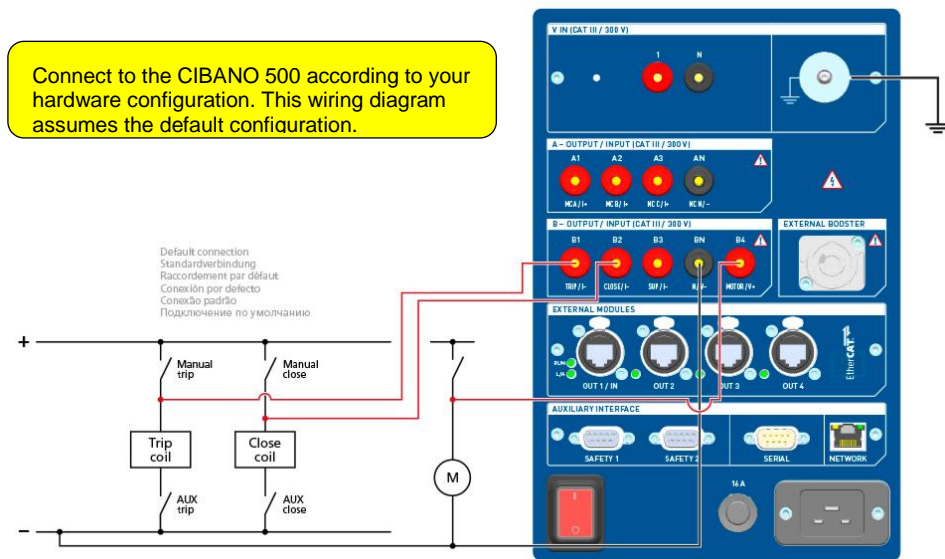 Connect to the CIBANO 500 according to your
hardware configuration. This wiring diagram
assumes the default configuration.
V IN (CAT III / 300 V)
1 N
A – OUTPUT / INPUT (CAT III / 300 V)
A1 A2 A3 AN
MC A / I+ MC B / I+ MC C / I+ MC N / –
B – OUTPUT / INPUT (CAT III / 300 V)
B1 B2 B3 BN B4
TRIP / I- CLOSE / I- SUP / I- N / V- MOTOR / V+
EXTERNAL BOOSTER
Default connection
Standardverbindung
Raccordement par défaut
Conexión por defecto
Conexão padrão
Подключение по умолчанию
EXTERNAL MODULES
RUN
L/A
OUT 1 / IN OUT 2 OUT 3 OUT 4
EtherCAT
AUXILIARY INTERFACE
SAFETY 1 SAFETY 2 SERIAL NETWORK
16 A
I
O
+
Manual
trip
Manual
close
Trip
coil
Close
coil
M
AUX
trip
AUX
close
–